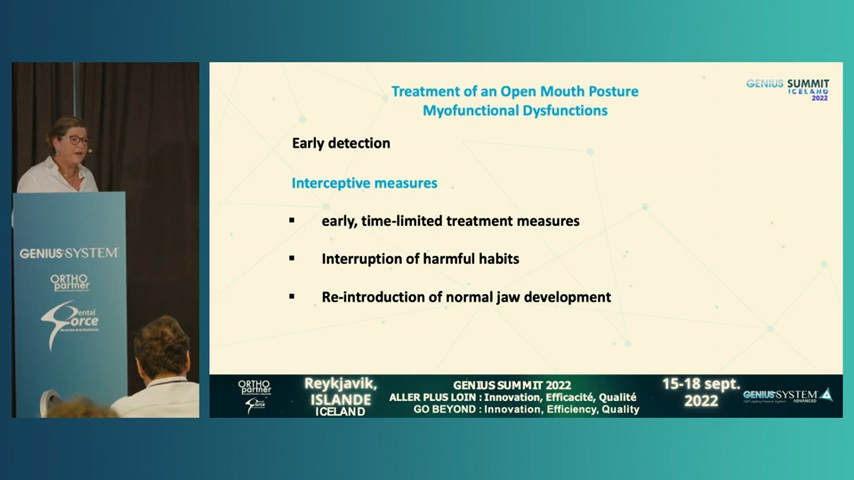 Treatment of an Open Mouth Posture
Myofunctional Dysfunctions
GENIUS SUMMIT
ICELAND
2022
Early detection
Interceptive measures
▪ early, time-limited treatment measures
▪ Interruption of harmful habits
▪ Re-introduction of normal jaw development
GENIUS SYSTEM
ORTHO
partner
Dental
Force
ORTHO
partner
Dental
Force
Reykjavik,
ISLANDE
ICELAND
GENIUS SUMMIT 2022
ALLER PLUS LOIN : Innovation, Efficacité, Qualité
GO BEYOND : Innovation, Efficiency, Quality
15-18 sept.
2022
GENIUS SYSTEM
ADVANCED